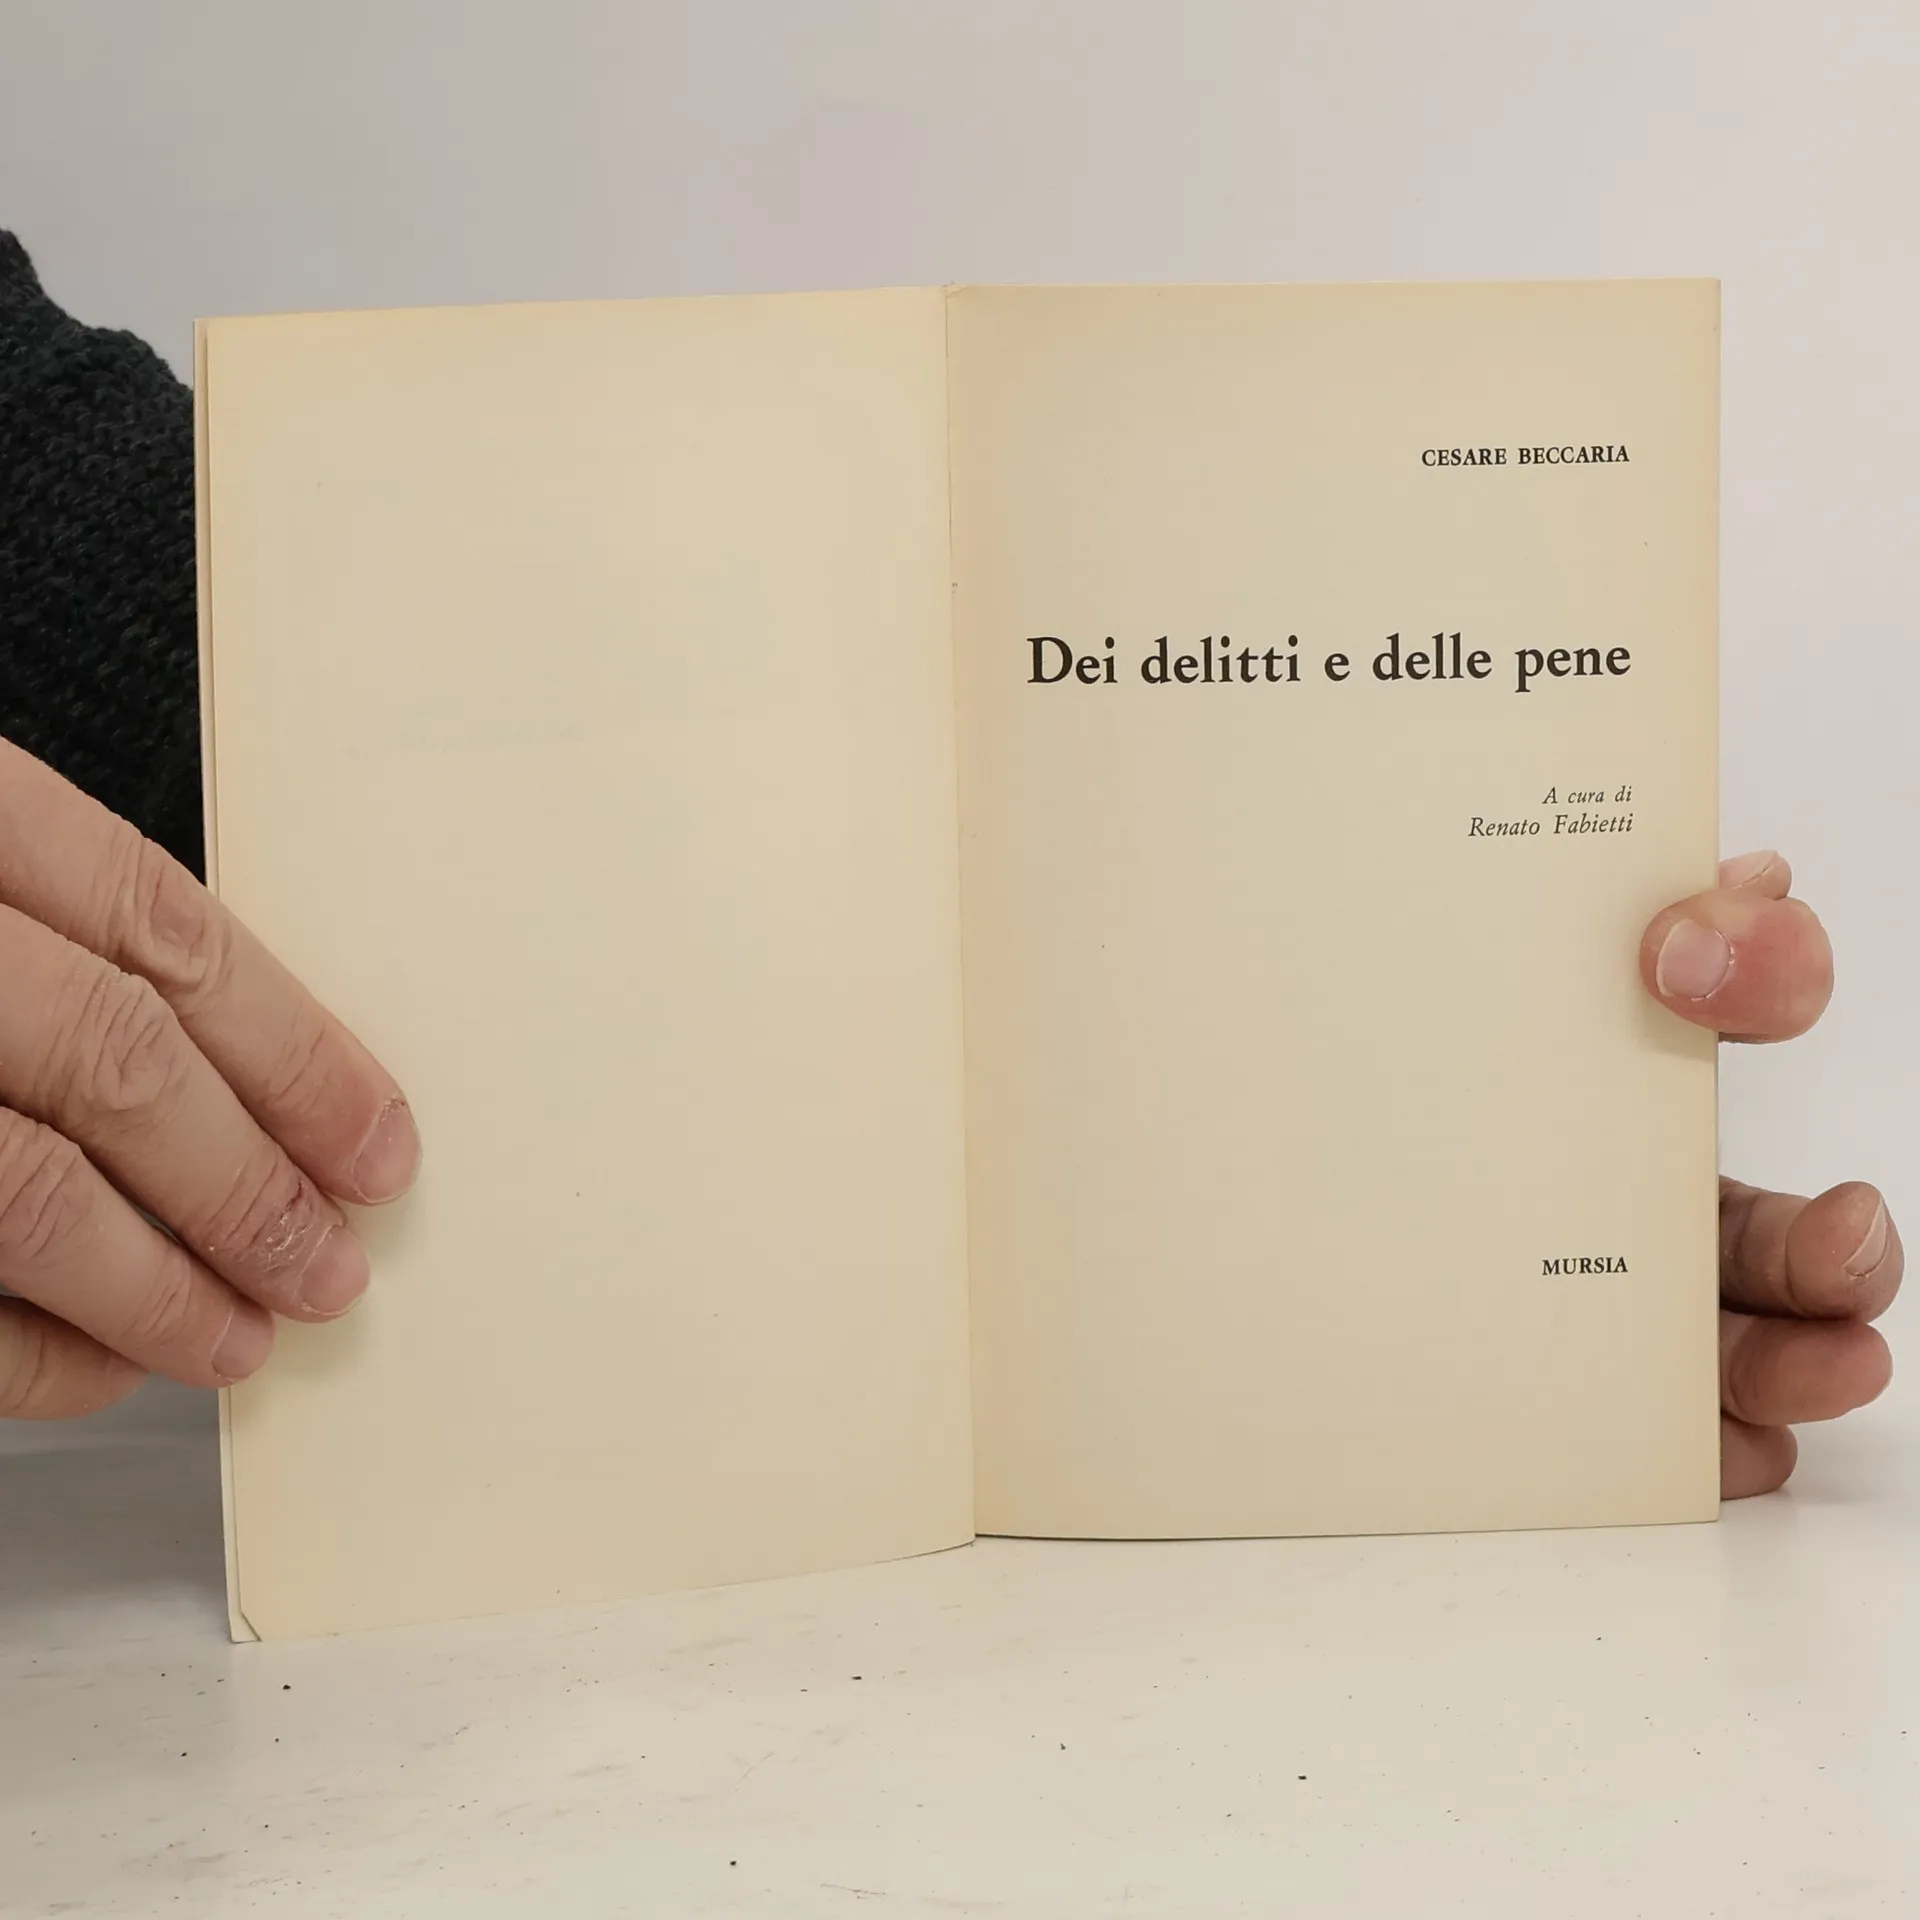 CESARE BECCARIA
Dei delitti e delle pene
A cura di
Renato Fabietti
MURSIA